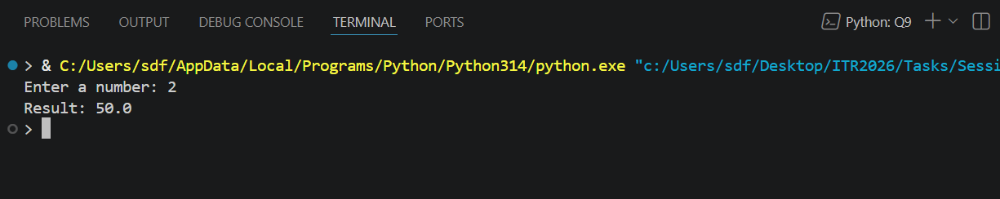 PROBLEMS OUTPUT DEBUG CONSOLE TERMINAL PORTS Python: Q9
> & C:/Users/sdf/AppData/Local/Programs/Python/Python314/python.exe "c:/Users/sdf/Desktop/ITR2026/Tasks/Sessi
Enter a number: 2
Result: 50.0
>